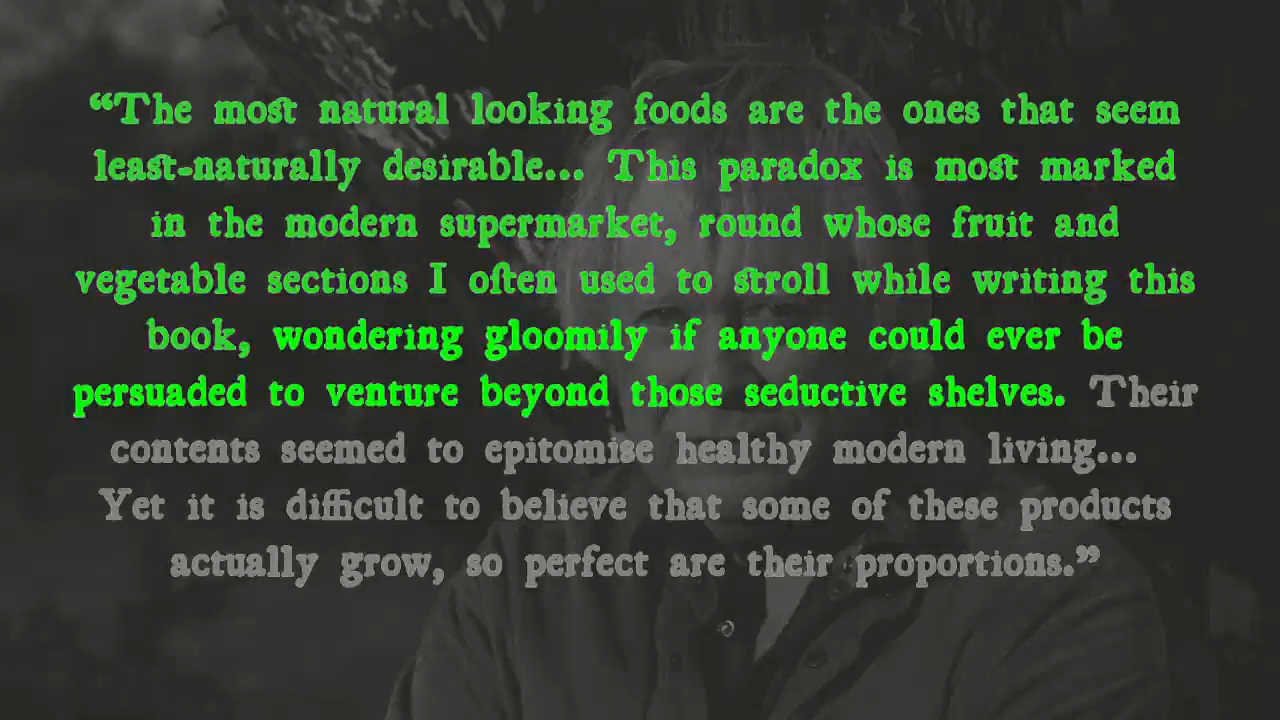 “The most natural looking foods are the ones that seem
least-naturally desirable... This paradox is most marked
in the modern supermarket, round whose fruit and
vegetable sections I often used to stroll while writing this
book, wondering gloomily if anyone could ever be
persuaded to venture beyond those seductive shelves. Their
contents seemed to epitomise healthy modern living...
Yet it is difficult to believe that some of these products
actually grow, so perfect are their proportions.”